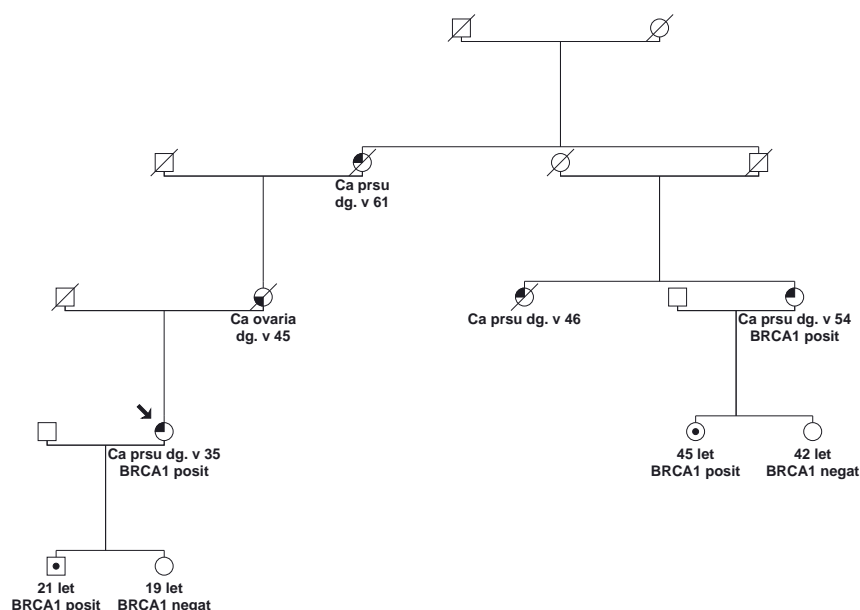 Ca prsu
dg. v 61
Ca ovaria
dg. v 45
Ca prsu dg. v 46
Ca prsu dg. v 54
BRCA1 posit
Ca prsu dg. v 35
BRCA1 posit
45 let
BRCA1 posit
42 let
BRCA1 negat
21 let
BRCA1 posit
19 let
BRCA1 negat